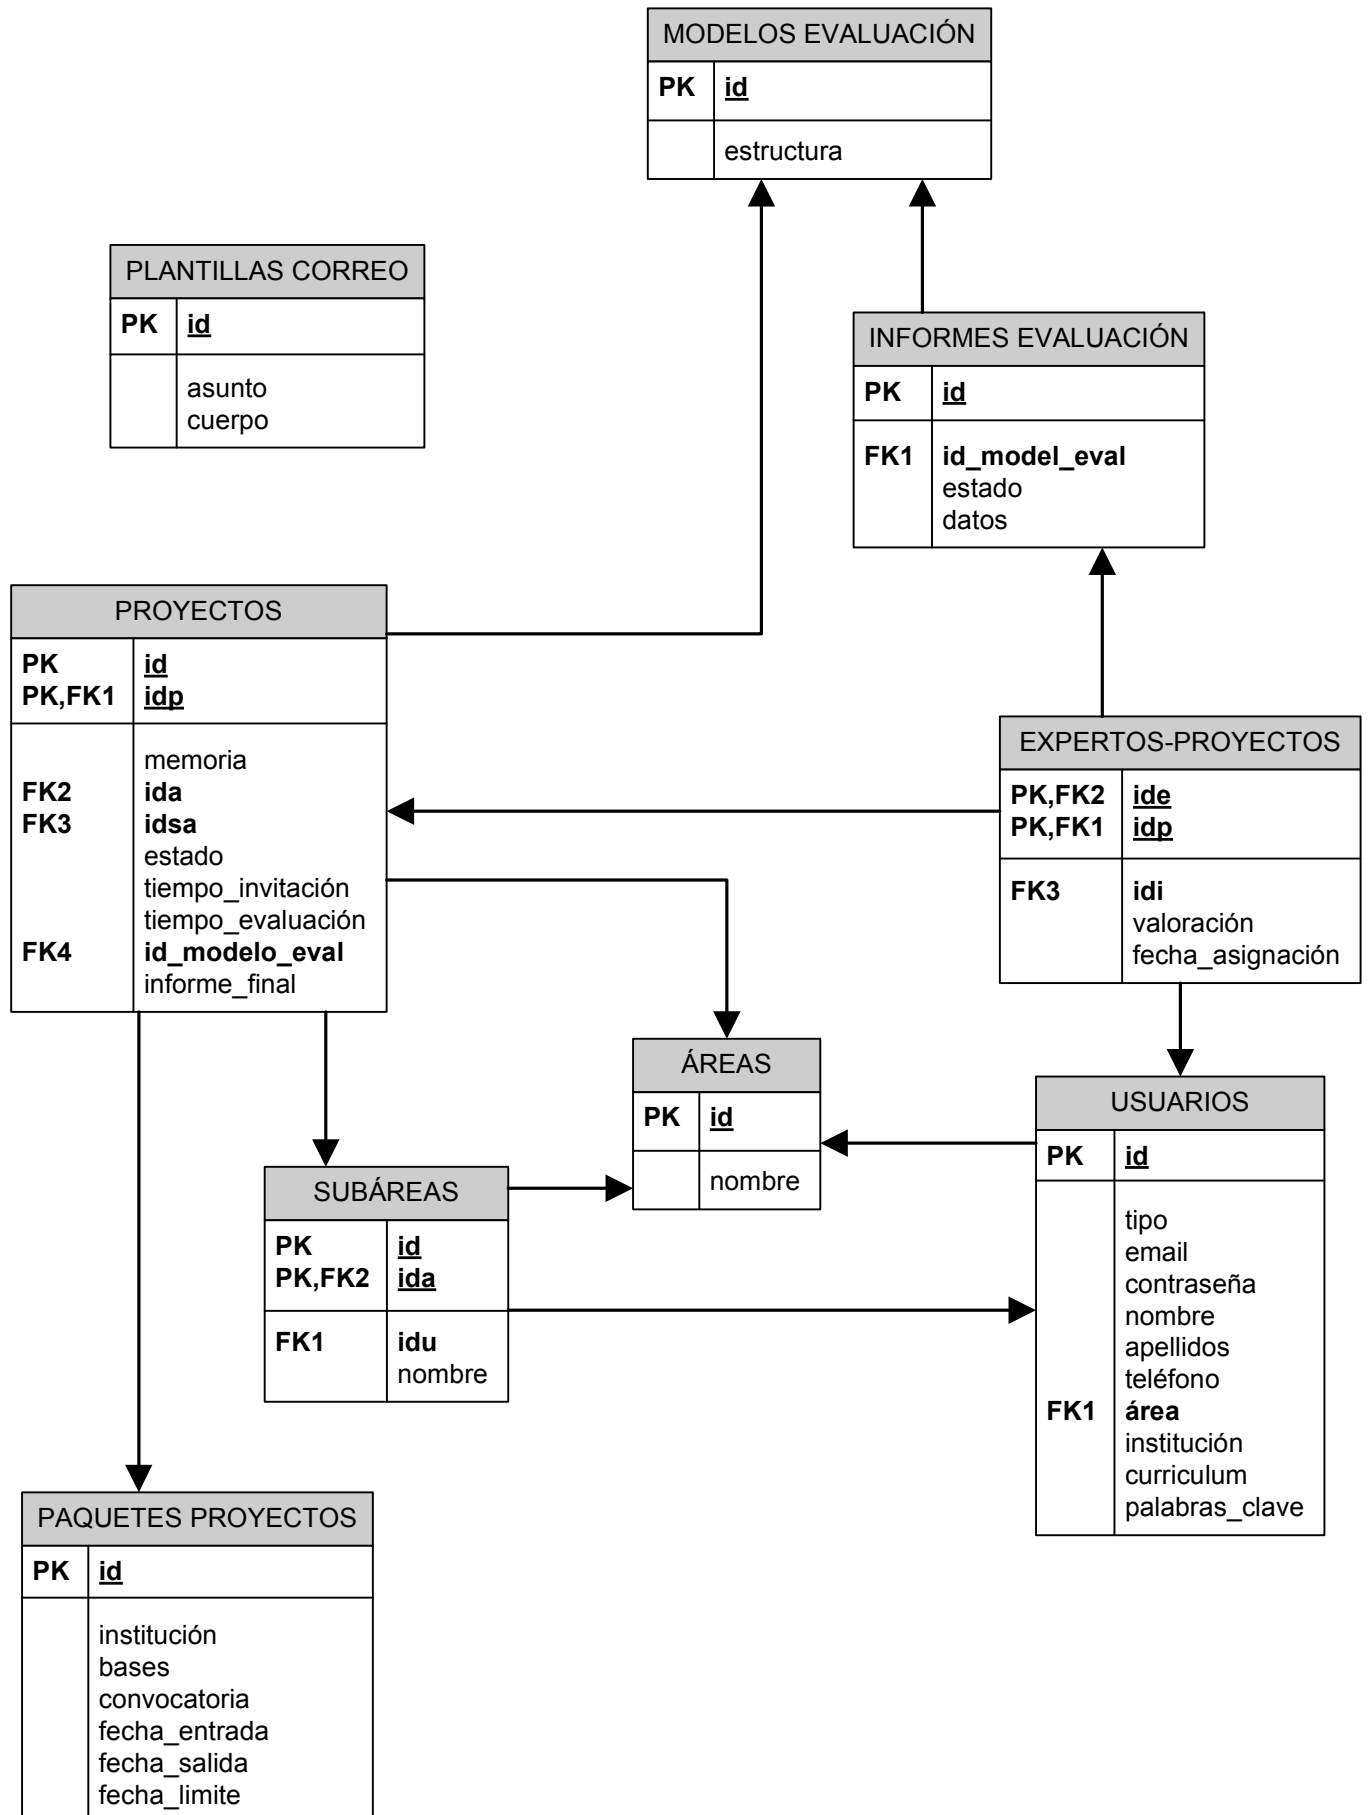 MODELOS EVALUACIÓN
PK id
estructura
PLANTILLAS CORREO
PK id
asunto
cuerpo
INFORMES EVALUACIÓN
PK id
FK1 id_model_eval
estado
datos
PROYECTOS
PK id
PK,FK1 idp
memoria
FK2 ida
FK3 idsa
estado
tiempo_invitación
tiempo_evaluación
FK4 id_modelo_eval
informe_final
EXPERTOS-PROYECTOS
PK,FK2 ide
PK,FK1 idp
FK3 idi
valoración
fecha_asignación
ÁREAS
PK id
nombre
USUARIOS
PK id
tipo
email
contraseña
nombre
apellidos
teléfono
FK1 área
institución
curriculum
palabras_clave
SUBÁREAS
PK id
PK,FK2 ida
FK1 idu
nombre
PAQUETES PROYECTOS
PK id
institución
bases
convocatoria
fecha_entrada
fecha_salida
fecha_limite